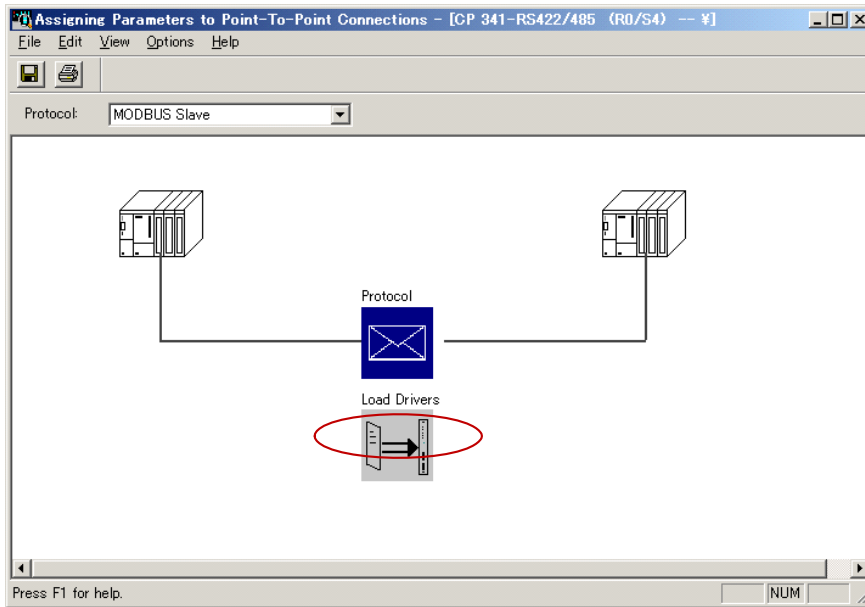 Assigning Parameters to Point-To-Point Connections - [CP 341-RS422/485 (R0/S4) -- ¥]
File Edit View Options Help
Protocol: MODBUS Slave
Protocol
Load Drivers
Press F1 for help.
NUM